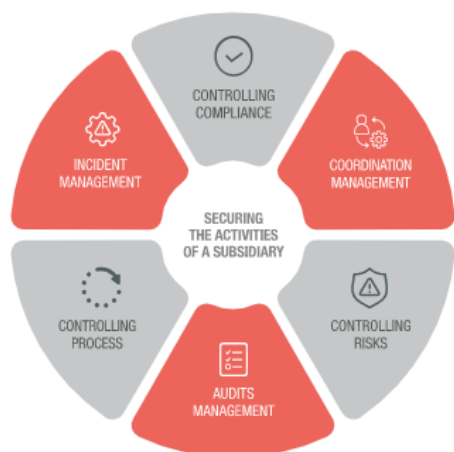 CONTROLLING
COMPLIANCE
INCIDENT
MANAGEMENT
COORDINATION
MANAGEMENT
SECURING
THE ACTIVITIES
OF A SUBSIDIARY
CONTROLLING
PROCESS
CONTROLLING
RISKS
AUDITS
MANAGEMENT